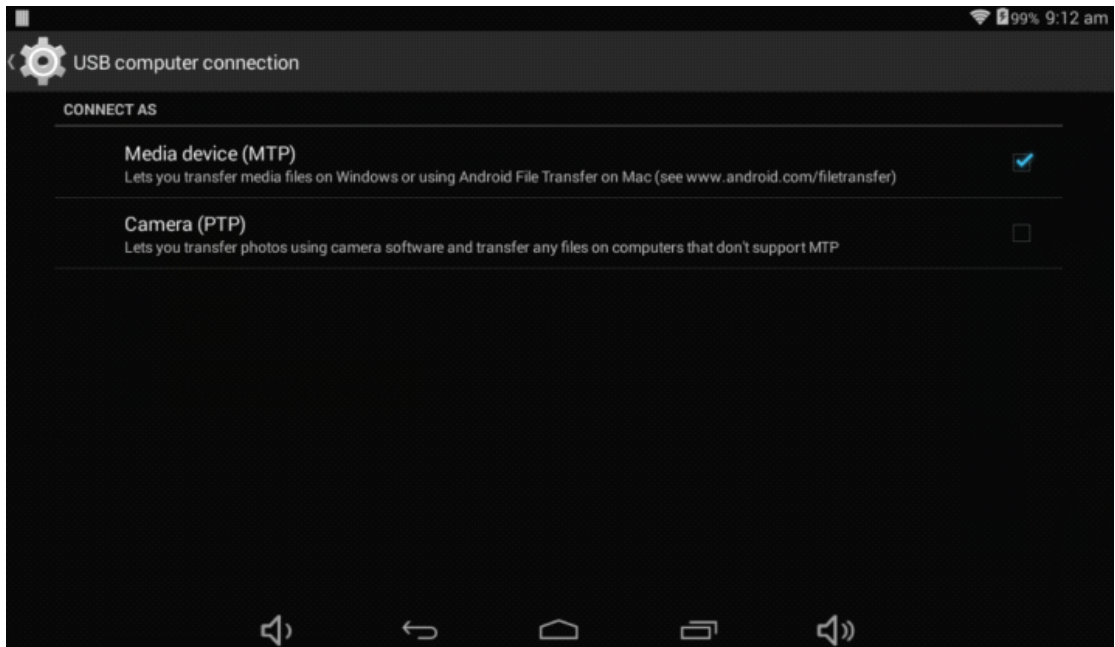 99% 9:12 am
USB computer connection
CONNECT AS
Media device (MTP)
Lets you transfer media files on Windows or using Android File Transfer on Mac (see www.android.com/filetransfer)
Camera (PTP)
Lets you transfer photos using camera software and transfer any files on computers that don't support MTP